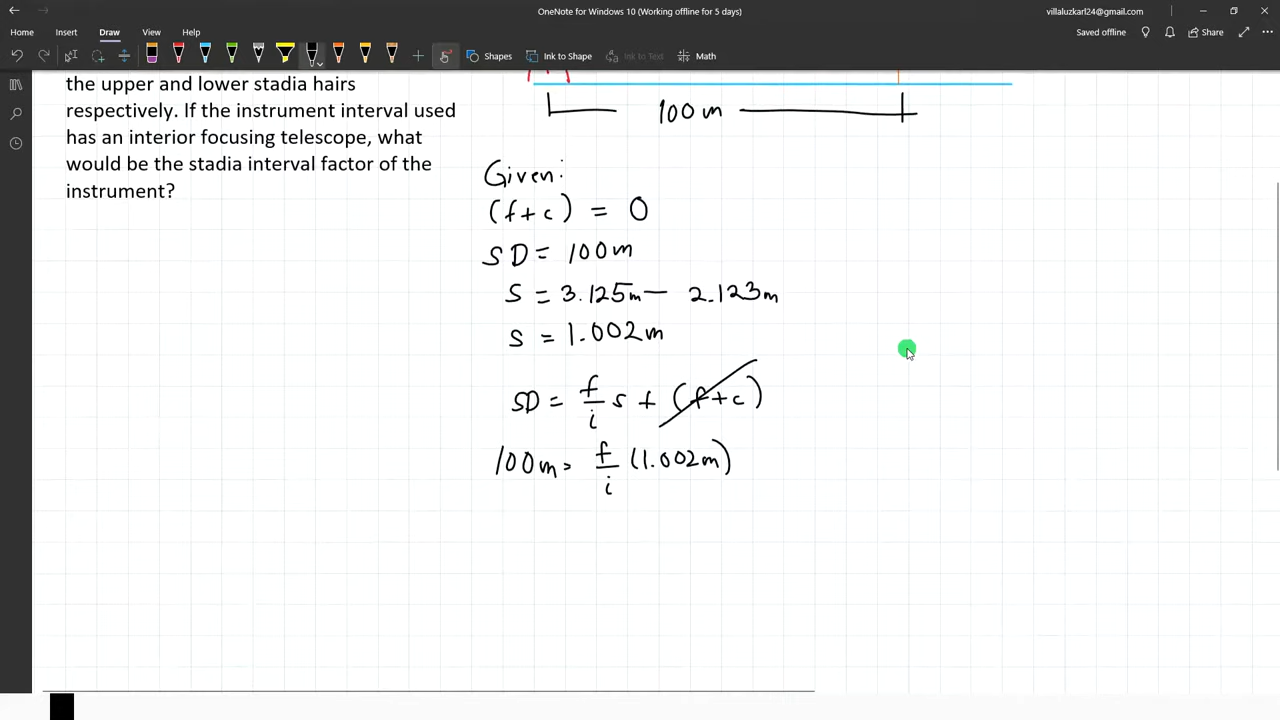 OneNote for Windows 10 (Working offline for 5 days)
villaluzkarl24@gmail.com
Home Insert Draw View Help
Saved offline
Share
Shapes
Ink to Shape
Ink to Text
Math
the upper and lower stadia hairs
respectively. If the instrument interval used
has an interior focusing telescope, what
would be the stadia interval factor of the
instrument?
100 m
Given:
(f+c) = 0
SD = 100m
s = 3.125m - 2.123m
s = 1.002m
SD = f/i s + (f+c)
100m = f/i (1.002m)